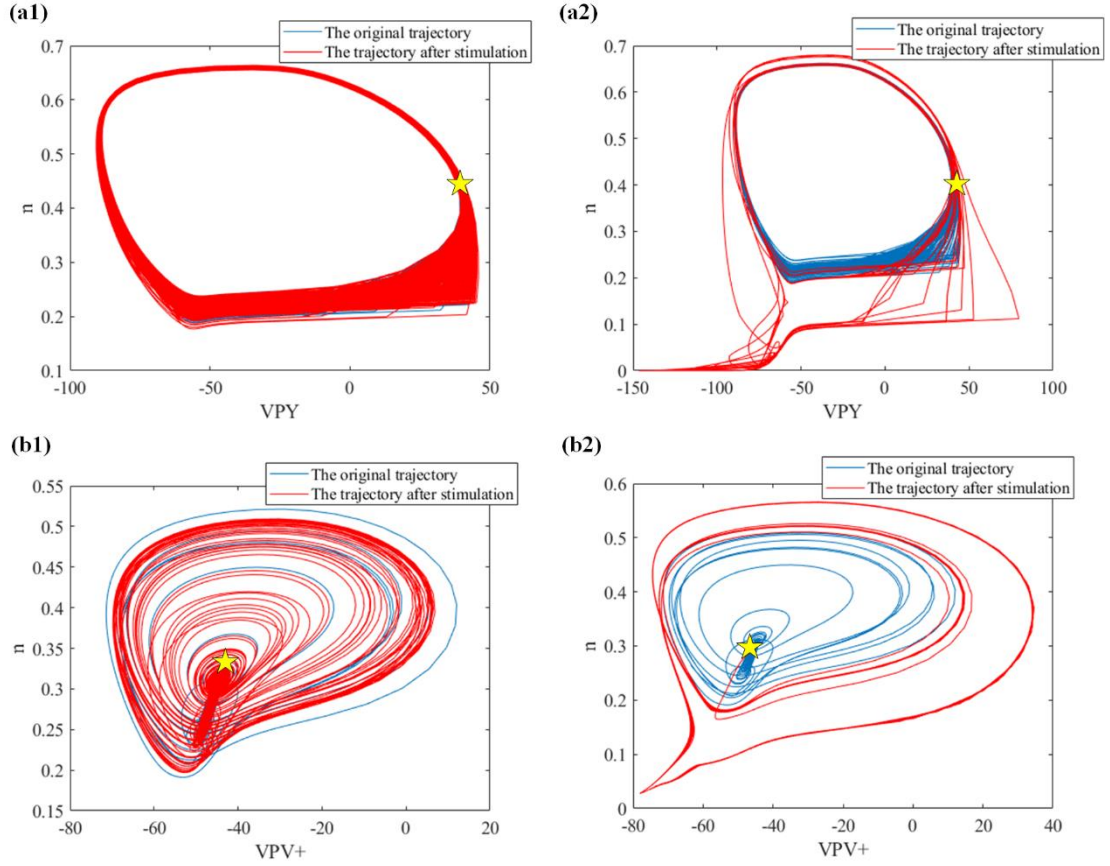 (a1)
The original trajectory
The trajectory after stimulation
0.7
0.6
0.5
n
0.4
0.3
0.2
0.1
-100
-50
0
50
VPY
(a2)
The original trajectory
The trajectory after stimulation
0.7
0.6
0.5
0.4
n
0.3
0.2
0.1
0
-150
-100
-50
0
50
100
VPY
(b1)
The original trajectory
The trajectory after stimulation
0.55
0.5
0.45
0.4
0.35
n
0.3
0.25
0.2
0.15
-80
-60
-40
-20
0
20
VPV+
(b2)
The original trajectory
The trajectory after stimulation
0.6
0.5
0.4
0.3
n
0.2
0.1
0
-80
-60
-40
-20
0
20
40
VPV+